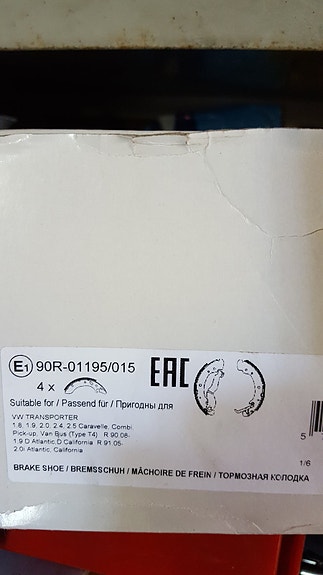 E1 90R-01195/015 EAC
4 x
Suitable for / Passend für / Пригодны для
VW TRANSPORTER
1.8, 1.9, 2.0, 2.4, 2.5 Caravelle, Combi,
Pick-up, Van Bus (Type T4) R 90.08-
1.9 D Atlantic,D California R 91.05-
2.0i Atlantic, California
5
1/6
BRAKE SHOE / BREMSSCHUH / MÂCHOIRE DE FREIN / ТОРМОЗНАЯ КОЛОДКА